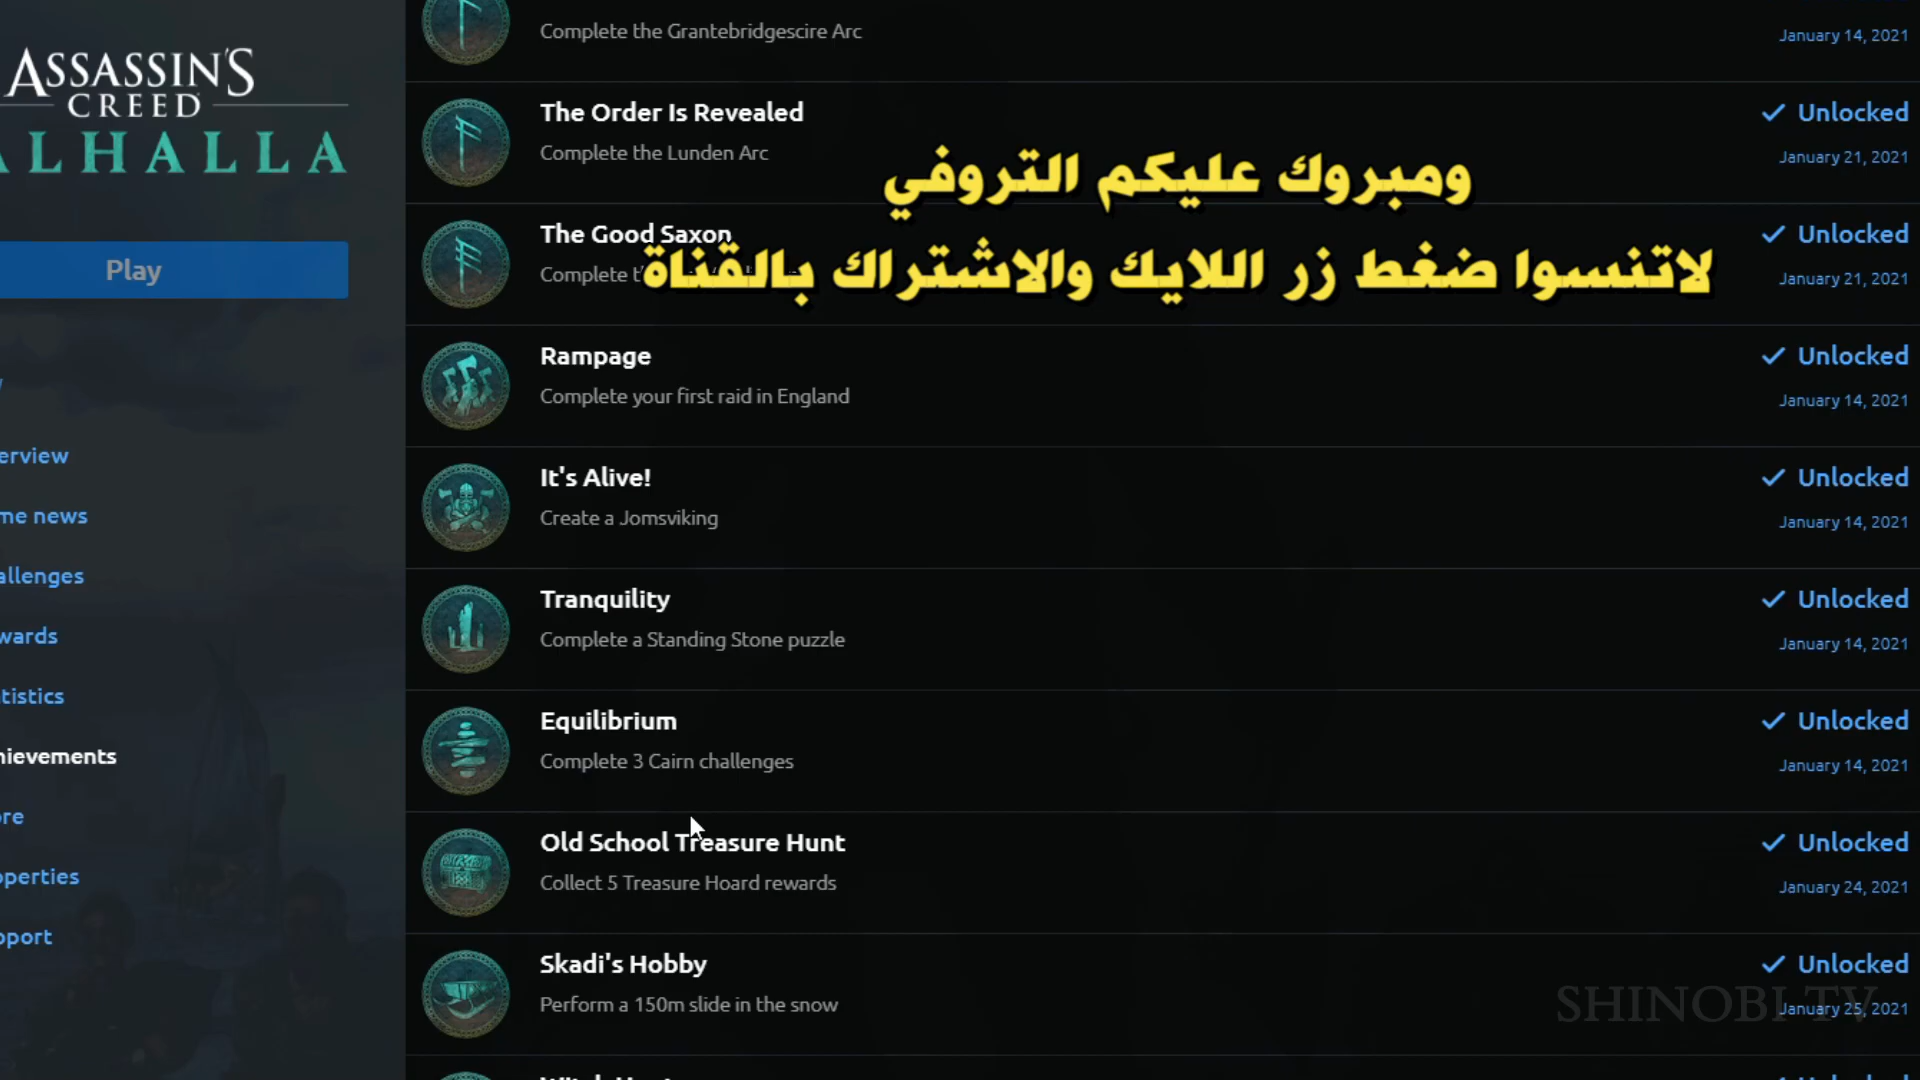 ASSASSIN'S
CREED
ALHALLA
Play
erview
me news
allenges
wards
tistics
hievements
ore
operties
pport
Complete the Grantebridgescire Arc
January 14, 2021
The Order Is Revealed
Unlocked
Complete the Lunden Arc
January 21, 2021
ومبروك عليكم التروفي
The Good Saxon
Unlocked
Complete
January 21, 2021
لاتنسوا ضغط زر اللايك والاشتراك بالقناة
Rampage
Unlocked
Complete your first raid in England
January 14, 2021
It's Alive!
Unlocked
Create a Jomsviking
January 14, 2021
Tranquility
Unlocked
Complete a Standing Stone puzzle
January 14, 2021
Equilibrium
Unlocked
Complete 3 Cairn challenges
January 14, 2021
Old School Treasure Hunt
Unlocked
Collect 5 Treasure Hoard rewards
January 24, 2021
Skadi's Hobby
Unlocked
Perform a 150m slide in the snow
January 25, 2021
SHINOBI TV